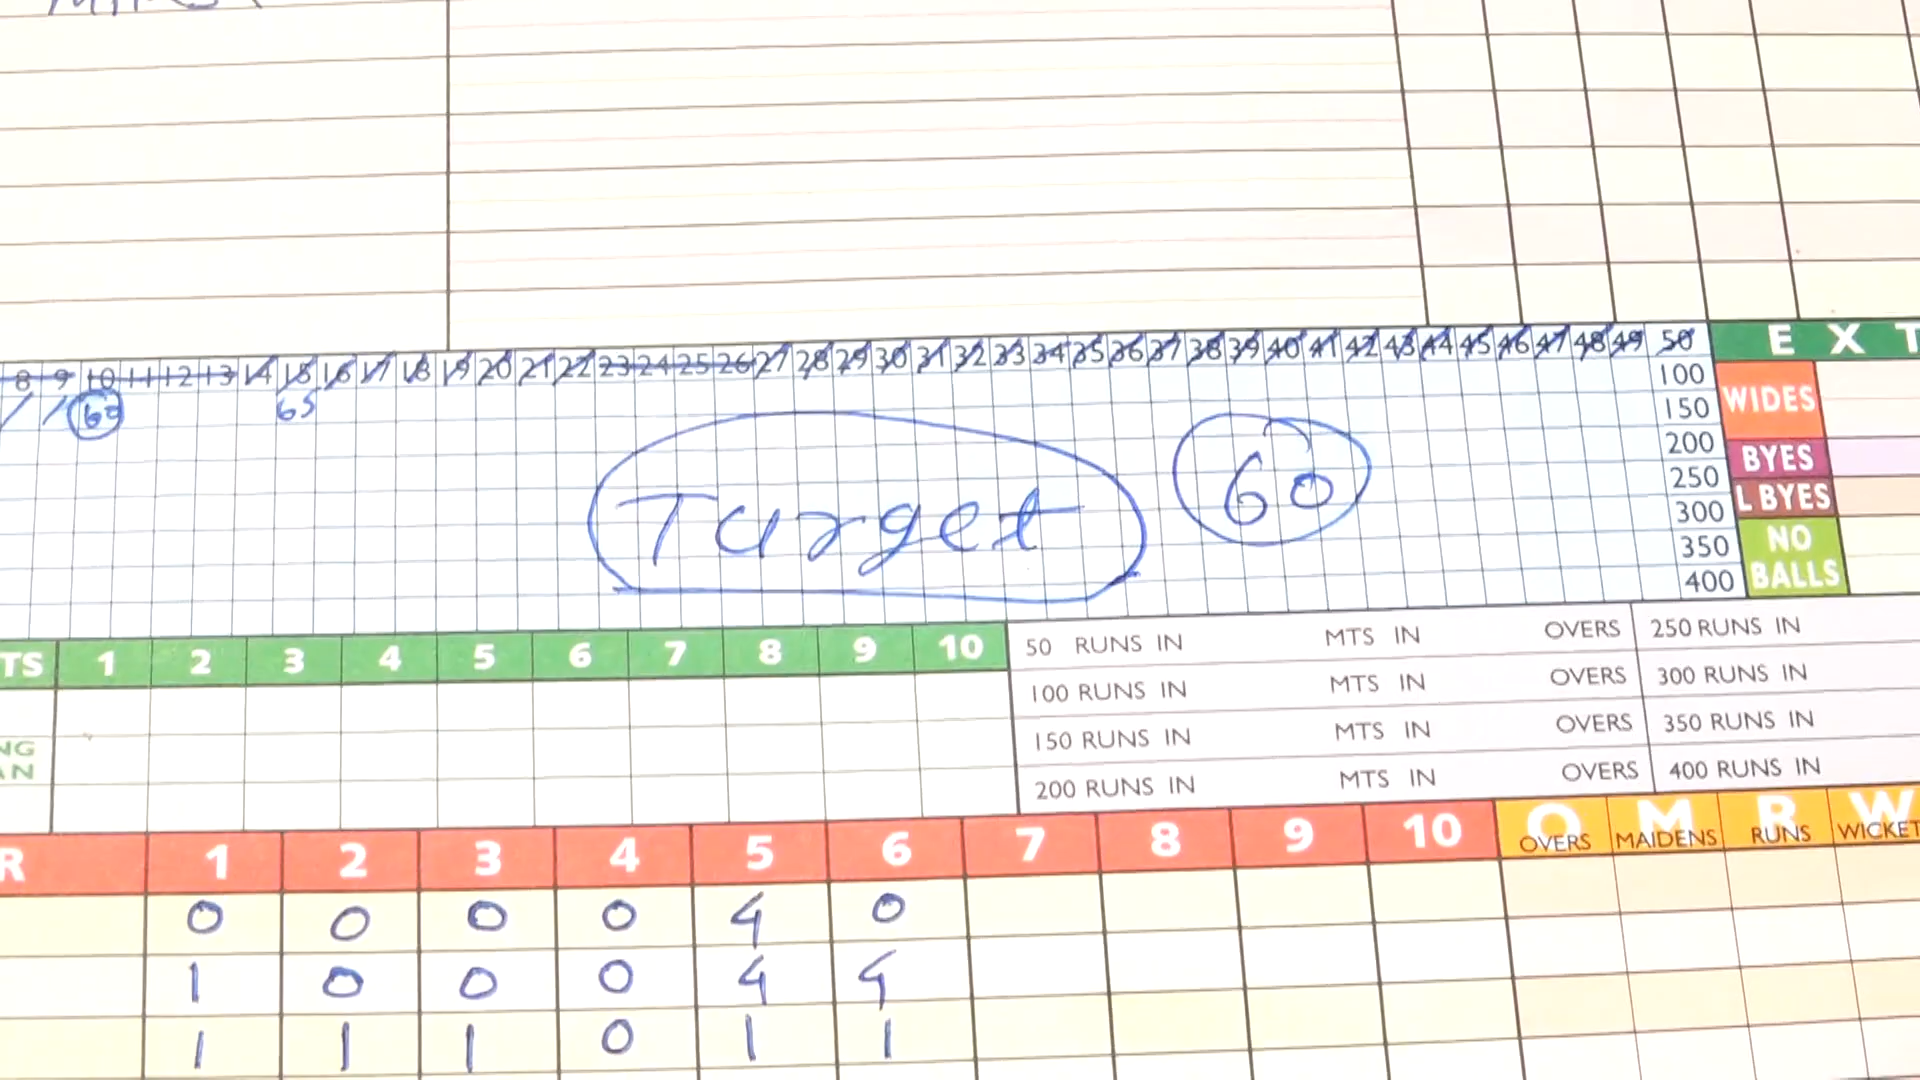 8 9 10 11 12 13 14 15 16 17 18 19 20 21 22 23 24 25 26 27 28 29 30 31 32 33 34 35 36 37 38 39 40 41 42 43 44 45 46 47 48 49 50 E X T
60 65 100 WIDES
150
Target 60 200 BYES
250
300 L BYES
350 NO
400 BALLS
TS 1 2 3 4 5 6 7 8 9 10
50 RUNS IN MTS IN OVERS 250 RUNS IN
100 RUNS IN MTS IN OVERS 300 RUNS IN
150 RUNS IN MTS IN OVERS 350 RUNS IN
200 RUNS IN MTS IN OVERS 400 RUNS IN
NG
AN
R 1 2 3 4 5 6 7 8 9 10 O M R W
OVERS MAIDENS RUNS WICKET
0 0 0 0 4 0
1 0 0 0 4 4
1 1 1 0 1 1